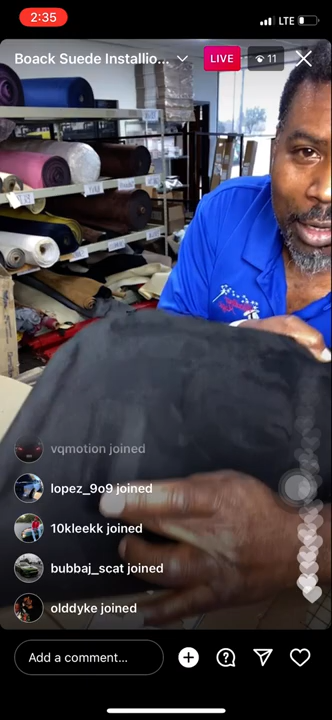 2:35
LTE
Boack Suede Installio...
LIVE
11
vqmotion joined
lopez_9o9 joined
10kleekk joined
bubbaj_scat joined
olddyke joined
Add a comment...